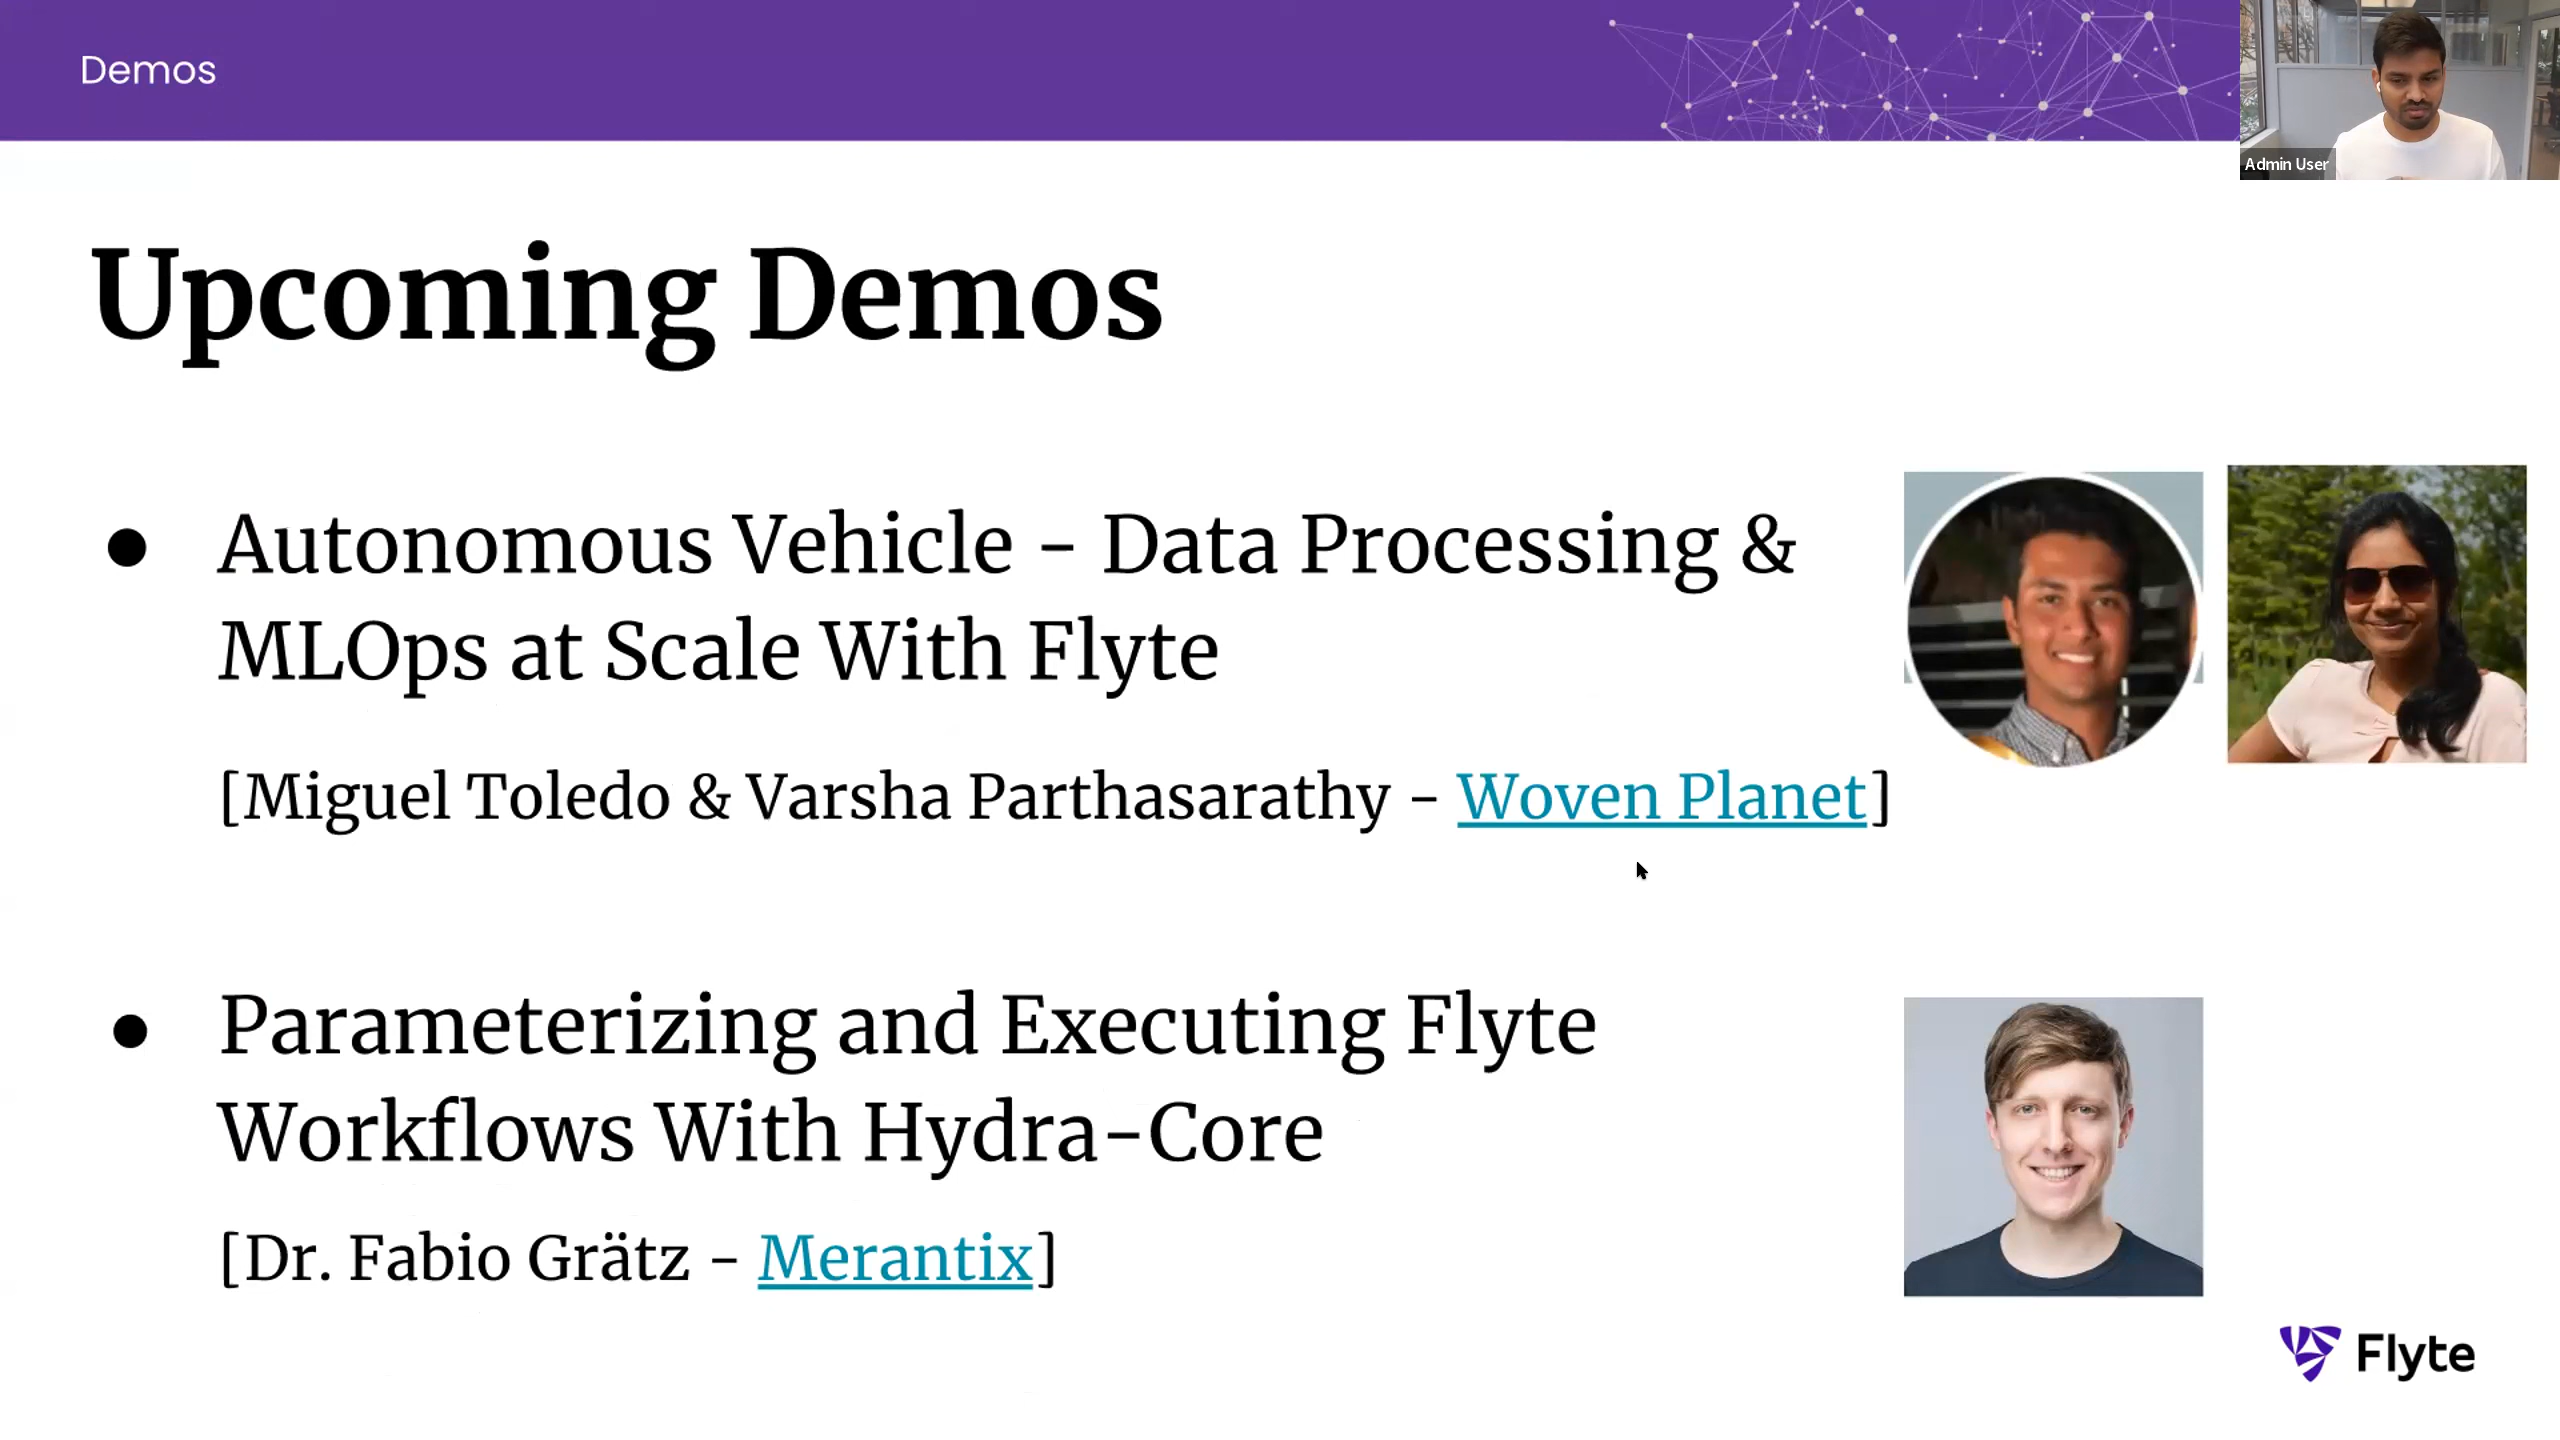 Demos
Admin User
Upcoming Demos
● Autonomous Vehicle - Data Processing &
MLOps at Scale With Flyte
[Miguel Toledo & Varsha Parthasarathy - Woven Planet]
● Parameterizing and Executing Flyte
Workflows With Hydra-Core
[Dr. Fabio Grätz - Merantix]
Flyte